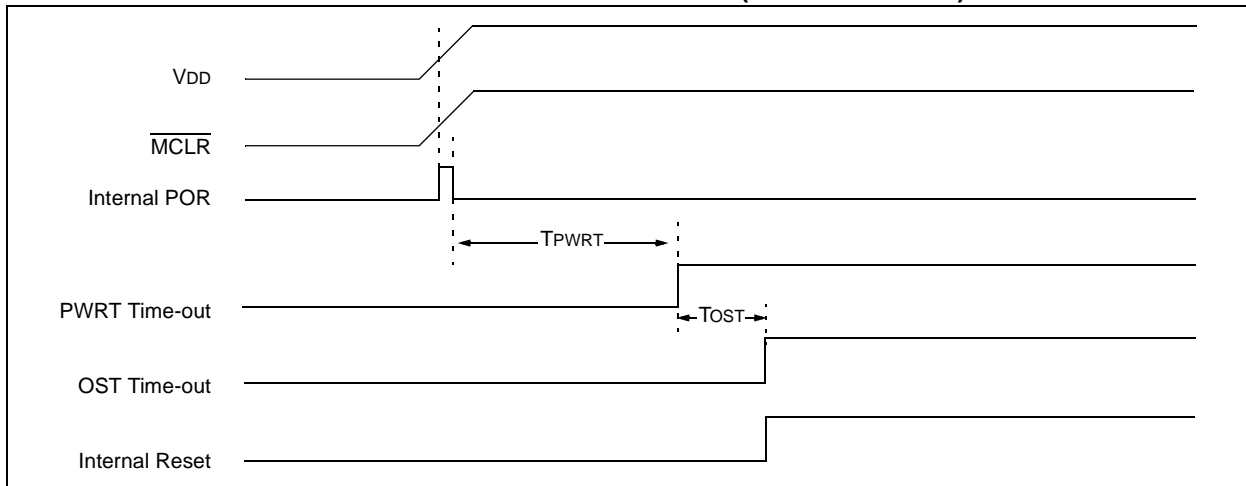 VDD
MCLR
Internal POR
TPWRT
PWRT Time-out
TOST
OST Time-out
Internal Reset